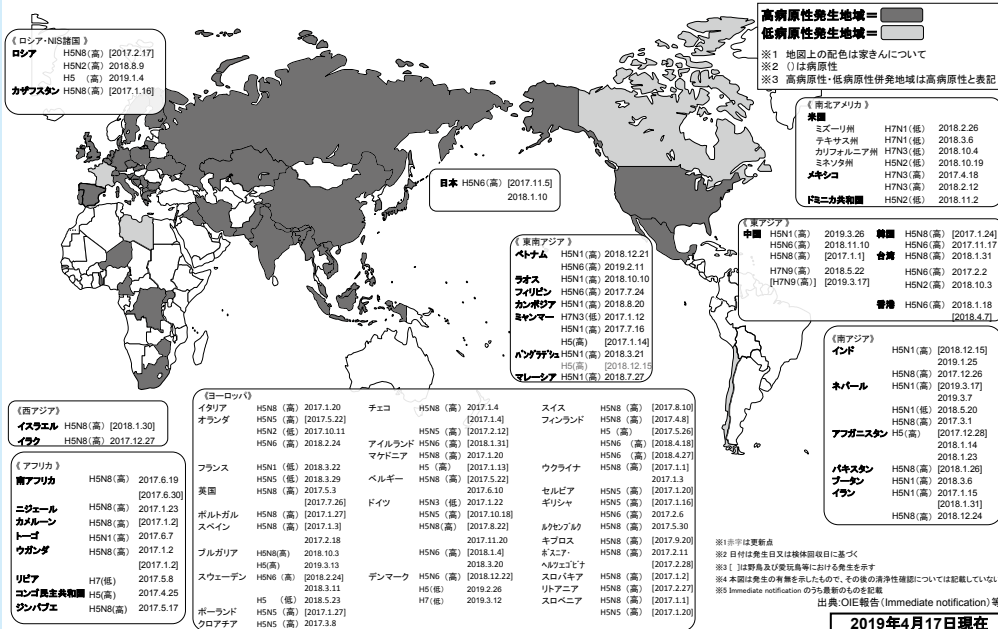 高病原性発生地域＝
低病原性発生地域＝
※1 地図上の配色は家きんについて
※2 （）は病原性
※3 高病原性・低病原性併発地域は高病原性と表記
《 ロシア・NIS諸国 》
ロシア H5N8（高） [2017.2.17]
H5N2（高） 2018.8.9
H5 （高） 2019.1.4
カザフスタン H5N8（高） [2017.1.16]
日本 H5N6（高） [2017.11.5]
2018.1.10
《 南北アメリカ 》
米国
ミズーリ州 H7N1（低） 2018.2.26
テキサス州 H7N1（低） 2018.3.6
カリフォルニア州 H7N3（低） 2018.10.4
ミネソタ州 H5N2（低） 2018.10.19
メキシコ H7N3（高） 2017.4.18
H7N3（高） 2018.2.12
ドミニカ共和国 H5N2（低） 2018.11.2
《 東アジア 》
中国 H5N1（高） 2019.3.26
H5N6（高） 2018.11.10
H5N8（高） [2017.1.1]
H7N9（高） 2018.5.22
[H7N9（高）] [2019.3.17]
韓国 H5N8（高） [2017.1.24]
H5N6（高） 2017.11.17
台湾 H5N8（高） 2018.1.31
H5N6（高） 2017.2.2
H5N2（高） 2018.10.3
香港 H5N6（高） 2018.1.18
[2018.4.7]
《 東南アジア 》
ベトナム H5N1（高） 2018.12.21
H5N6（高） 2019.2.11
ラオス H5N1（高） 2018.10.10
フィリピン H5N6（高） 2017.7.24
カンボジア H5N1（高） 2018.8.20
ミャンマー H7N3（低） 2017.1.12
H5N1（高） 2017.7.16
H5(高) [2017.1.14]
バングラデシュ H5N1（高） 2018.3.21
H5(高) [2018.12.15
マレーシア H5N1（高） 2018.7.27
《南アジア》
インド H5N1（高） [2018.12.15]
2019.1.25
H5N8（高） 2017.12.26
ネパール H5N1（高） [2019.3.17]
2019.3.7
H5N1（低） 2018.5.20
H5N8（高） 2017.3.1
アフガニスタン H5(高） [2017.12.28]
2018.1.14
2018.1.23
パキスタン H5N8（高） [2018.1.26]
ブータン H5N1（高） 2018.3.6
イラン H5N1（高） 2017.1.15
[2018.1.31]
H5N8（高） 2018.12.24
《西アジア》
イスラエル H5N8（高） [2018.1.30]
イラク H5N8（高） 2017.12.27
《 アフリカ 》
南アフリカ H5N8（高） 2017.6.19
[2017.6.30]
ニジェール H5N8（高） 2017.1.23
カメルーン H5N8（高） [2017.1.2]
トーゴ H5N1（高） 2017.6.7
ウガンダ H5N8（高） 2017.1.2
[2017.1.2]
リビア H7（低） 2017.5.8
コンゴ民主共和国 H5(高) 2017.4.25
ジンバブエ H5N8（高） 2017.5.17
《ヨーロッパ》
イタリア H5N8 （高） 2017.1.20
オランダ H5N5 （高） [2017.5.22]
H5N2 （低） 2017.10.11
H5N6 （高） 2018.2.24
フランス H5N1 （低） 2018.3.22
H5N5 （低） 2018.3.29
英国 H5N8 （高） 2017.5.3
[2017.7.26]
ポルトガル H5N8 （高） [2017.1.27]
スペイン H5N8 （高） [2017.1.3]
2017.2.18
ブルガリア H5N8(高) 2018.10.3
H5(高) 2019.3.13
スウェーデン H5N6 （高） [2018.2.24]
2018.3.11
H5 （低） 2018.5.23
ポーランド H5N5 （高） [2017.1.27]
クロアチア H5N5 （高） 2017.3.8
チェコ H5N8 （高） 2017.1.4
[2017.1.4]
H5N5 （高） [2017.2.12]
アイルランド H5N6 （高） [2018.1.31]
マケドニア H5N8 （高） 2017.1.20
H5 （高） [2017.1.13]
ベルギー H5N8 （高） [2017.5.22]
2017.6.10
ドイツ H5N3 （低） 2017.1.22
H5N5 （高） [2017.10.18]
H5N8(高） [2017.8.22]
2017.11.20
H5N6 （高） [2018.1.4]
2018.3.20
デンマーク H5N6 （高） [2018.12.22]
H5(低) 2019.2.26
H7(低) 2019.3.12
スイス H5N8 （高） [2017.8.10]
フィンランド H5N8 （高） [2017.4.8]
H5 （高） [2017.5.26]
H5N6 （高） [2018.4.18]
H5N6 （高） [2018.4.27]
ウクライナ H5N8 （高） [2017.1.1]
2017.1.3
セルビア H5N5 （高） [2017.1.20]
ギリシャ H5N5 （高） [2017.1.16]
H5N6 （高） 2017.2.6
ルクセンブルク H5N8 （高） 2017.5.30
キプロス H5N8 （高） [2017.9.20]
ボスニア・ H5N8 （高） 2017.2.11
ヘルツェゴビナ [2017.2.28]
スロバキア H5N8 （高） [2017.1.2]
リトアニア H5N8 （高） [2017.2.27]
スロベニア H5N8 （高） [2017.1.1]
H5N5 （高） [2017.1.20]
※1赤字は更新点
※2 日付は発生日又は検体回収日に基づく
※3 [ ]は野鳥及び愛玩鳥等における発生を示す
※4 本図は発生の有無を示したもので、その後の清浄性確認については記載していない
※5 Immediate notification のうち最新のものを記載
出典:OIE報告（Immediate notification）等
2019年4月17日現在